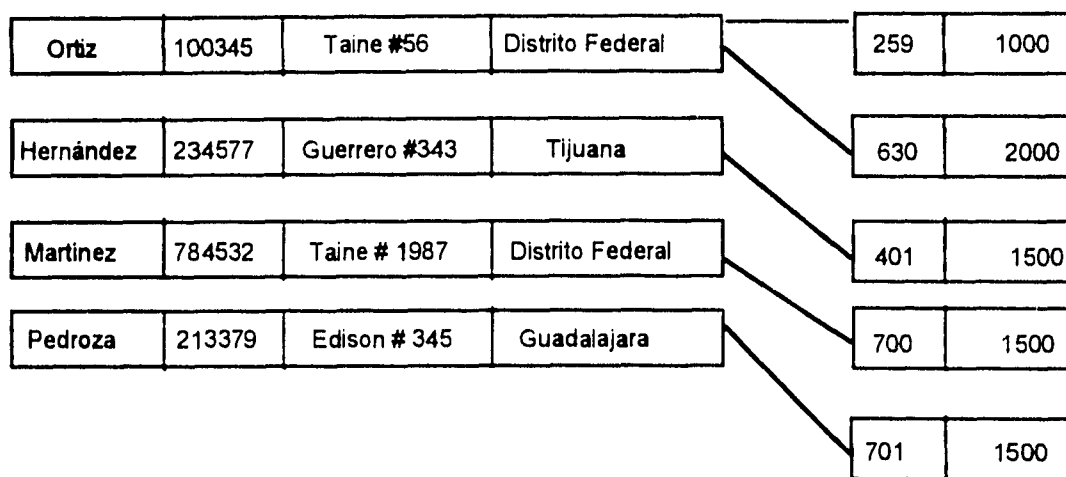 Ortiz 100345 Taine #56 Distrito Federal 259 1000
Hernández 234577 Guerrero #343 Tijuana 630 2000
Martinez 784532 Taine # 1987 Distrito Federal 401 1500
Pedroza 213379 Edison # 345 Guadalajara 700 1500
701 1500